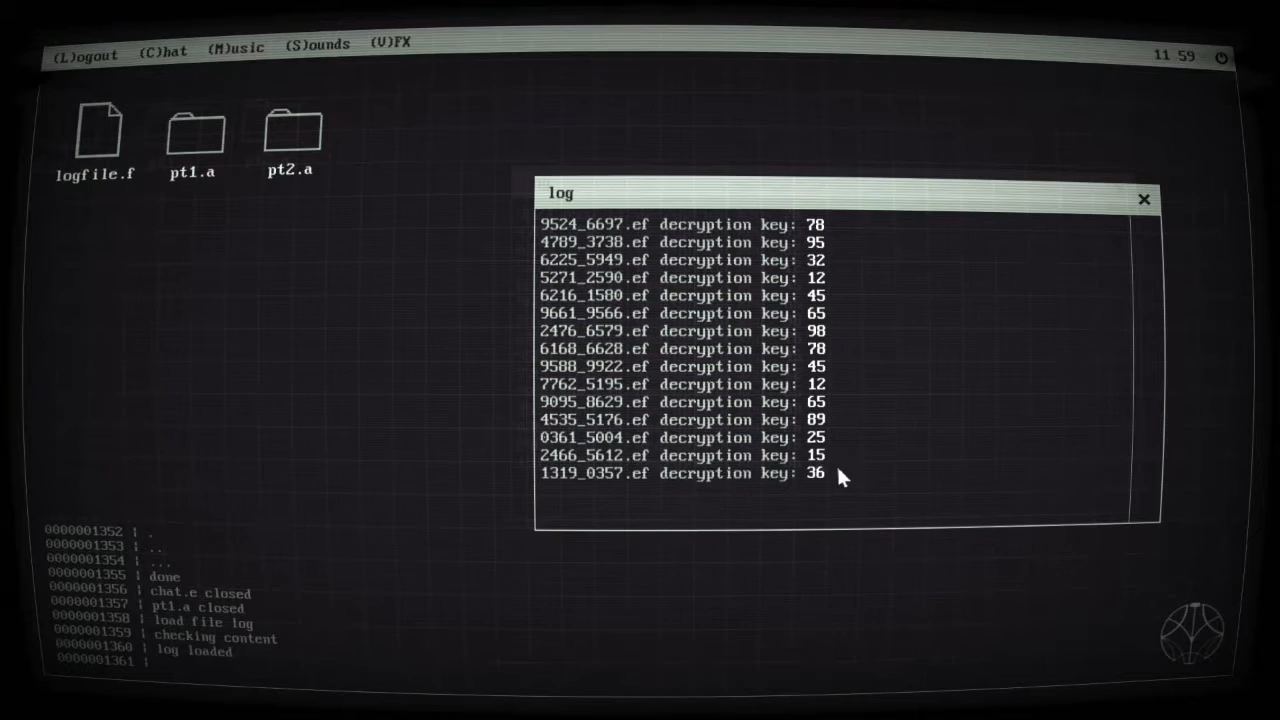 (L)ogout (C)hat (M)usic (S)ounds (V)FX 11 59
logfile.f pt1.a pt2.a
log
9524_6697.ef decryption key: 78
4789_3738.ef decryption key: 95
6225_5949.ef decryption key: 32
5271_2590.ef decryption key: 12
6216_1580.ef decryption key: 45
9661_9566.ef decryption key: 65
2476_6579.ef decryption key: 98
6168_6628.ef decryption key: 78
9588_9922.ef decryption key: 45
7762_5195.ef decryption key: 12
9095_8629.ef decryption key: 65
4535_5176.ef decryption key: 89
0361_5004.ef decryption key: 25
2466_5612.ef decryption key: 15
1319_0357.ef decryption key: 36
0000001352 | .
0000001353 | ..
0000001354 | ...
0000001355 | done
0000001356 | chat.e closed
0000001357 | pt1.a closed
0000001358 | load file log
0000001359 | checking content
0000001360 | log loaded
0000001361 |